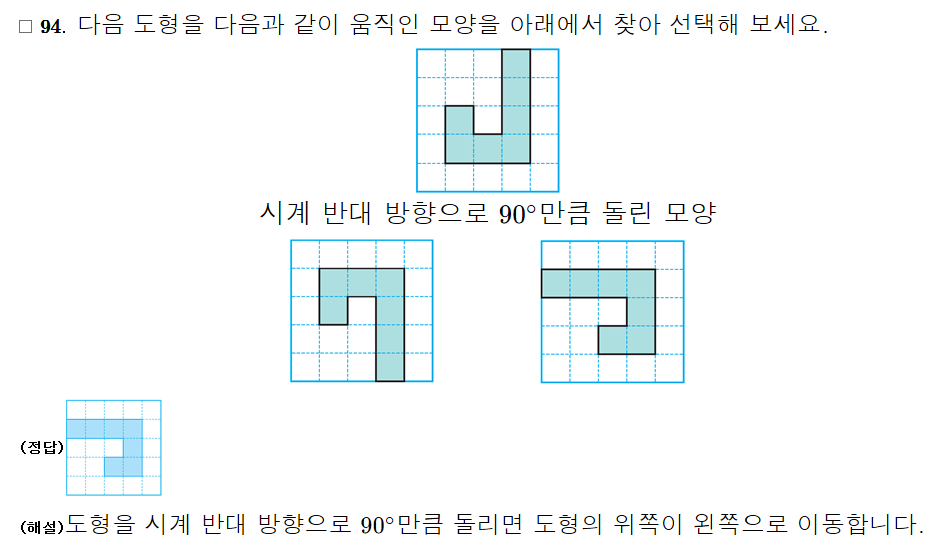 □ 94. 다음 도형을 다음과 같이 움직인 모양을 아래에서 찾아 선택해 보세요.
시계 반대 방향으로 90°만큼 돌린 모양
(정답)
(해설)도형을 시계 반대 방향으로 90°만큼 돌리면 도형의 위쪽이 왼쪽으로 이동합니다.